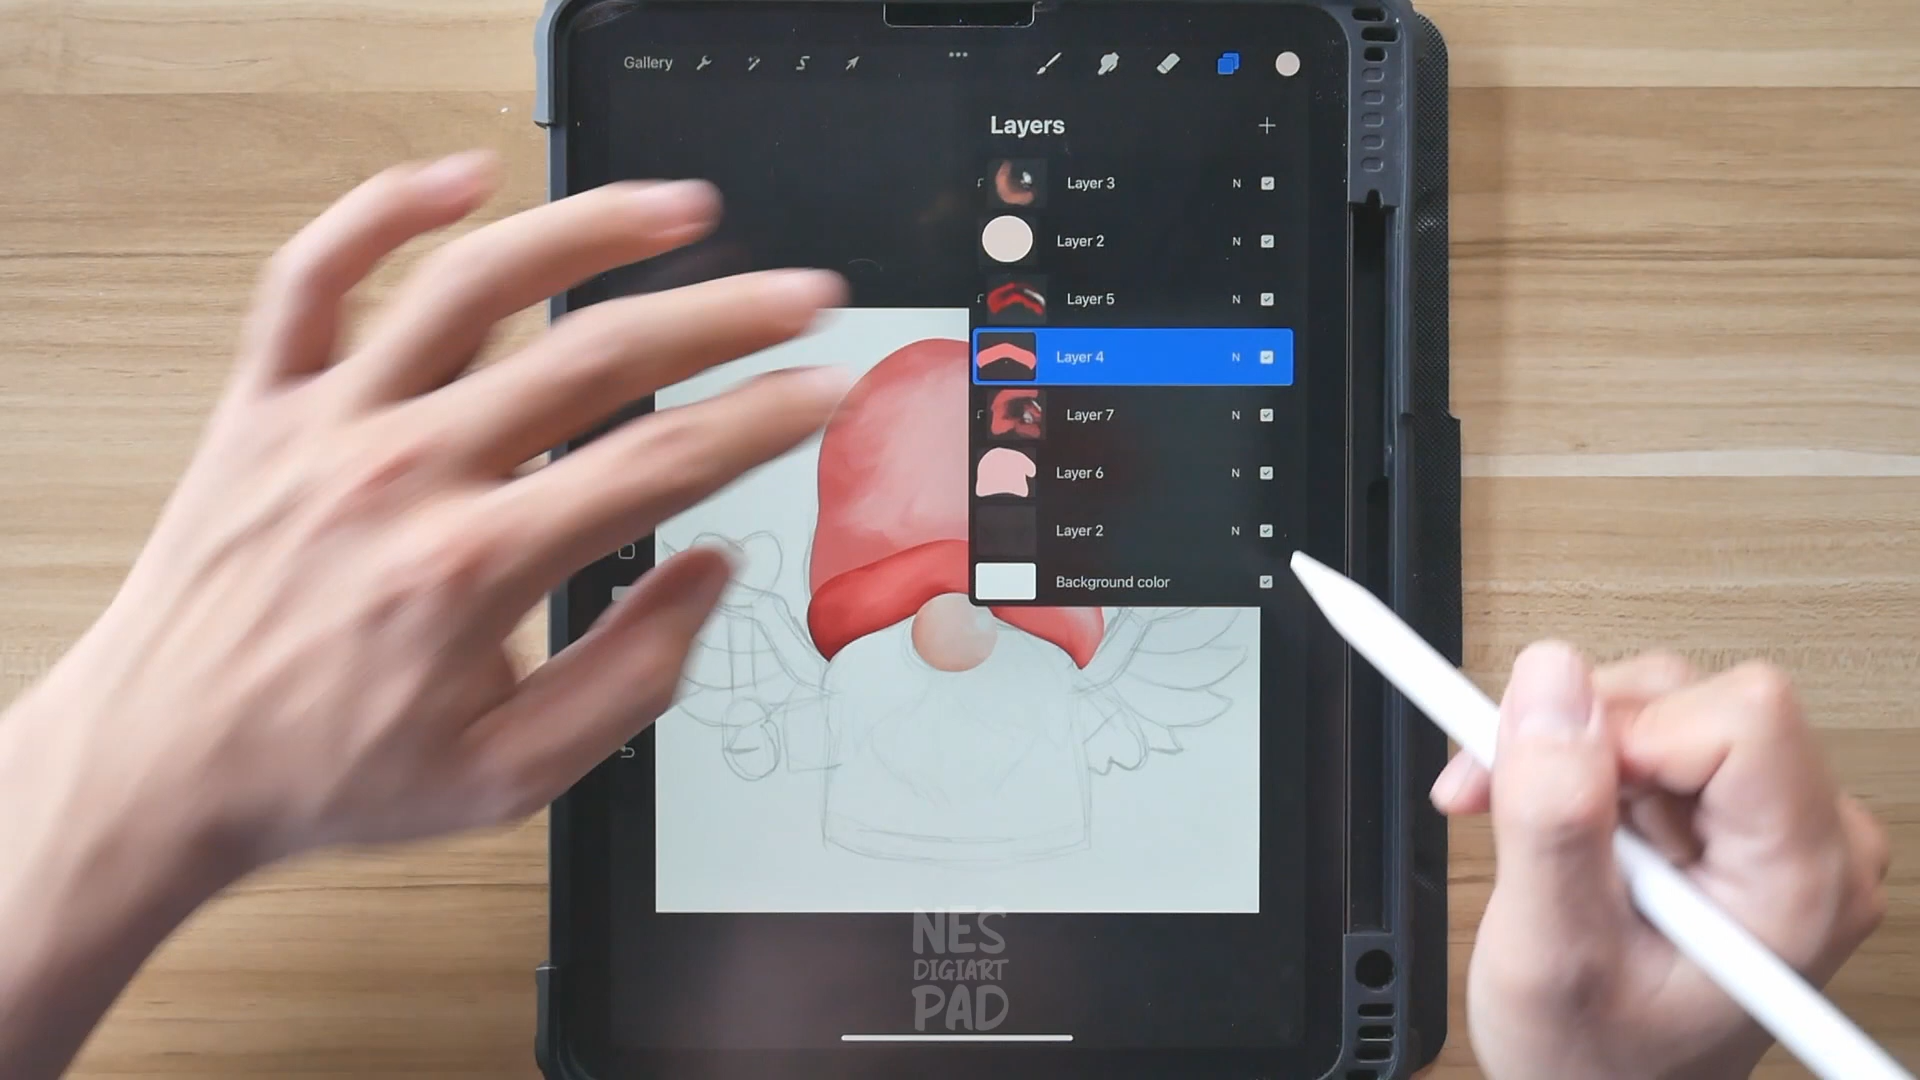 Gallery
Layers
Layer 3 N
Layer 2 N
Layer 5 N
Layer 4 N
Layer 7 N
Layer 6 N
Layer 2 N
Background color
NES
DIGIART
PAD